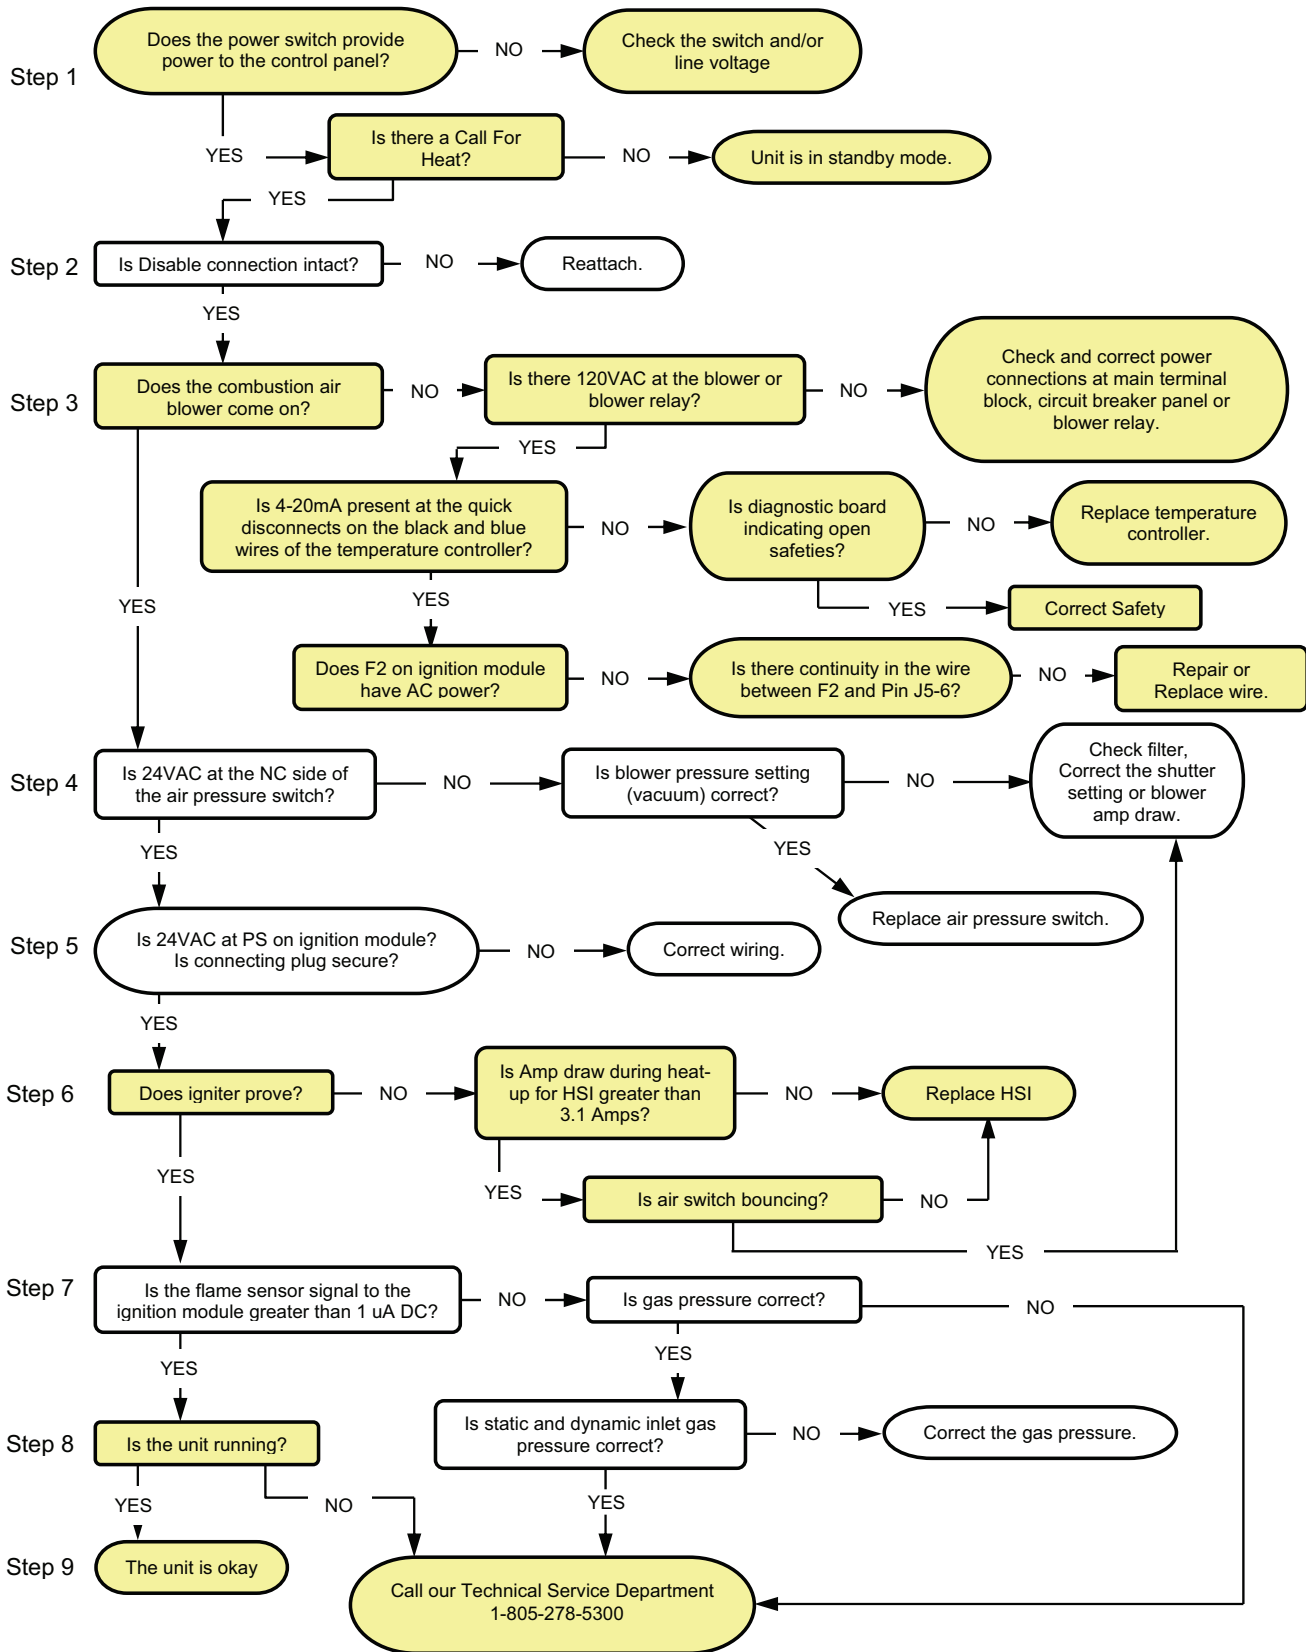 Does the power switch provide
power to the control panel?
NO
Check the switch and/or
line voltage
Step 1
YES
Is there a Call For
Heat?
NO
Unit is in standby mode.
YES
Step 2
Is Disable connection intact?
NO
Reattach.
YES
Step 3
Does the combustion air
blower come on?
NO
Is there 120VAC at the blower or
blower relay?
NO
Check and correct power
connections at main terminal
block, circuit breaker panel or
blower relay.
YES
Is 4-20mA present at the quick
disconnects on the black and blue
wires of the temperature controller?
NO
Is diagnostic board
indicating open
safeties?
NO
Replace temperature
controller.
YES
YES
YES
Correct Safety
Does F2 on ignition module
have AC power?
NO
Is there continuity in the wire
between F2 and Pin J5-6?
NO
Repair or
Replace wire.
Step 4
Is 24VAC at the NC side of
the air pressure switch?
NO
Is blower pressure setting
(vacuum) correct?
NO
Check filter,
Correct the shutter
setting or blower
amp draw.
YES
YES
Replace air pressure switch.
Step 5
Is 24VAC at PS on ignition module?
Is connecting plug secure?
NO
Correct wiring.
YES
Step 6
Does igniter prove?
NO
Is Amp draw during heat-
up for HSI greater than
3.1 Amps?
NO
Replace HSI
YES
YES
Is air switch bouncing?
NO
YES
Step 7
Is the flame sensor signal to the
ignition module greater than 1 uA DC?
NO
Is gas pressure correct?
NO
YES
YES
Step 8
Is the unit running?
Is static and dynamic inlet gas
pressure correct?
NO
Correct the gas pressure.
YES
NO
YES
Step 9
The unit is okay
Call our Technical Service Department
1-805-278-5300